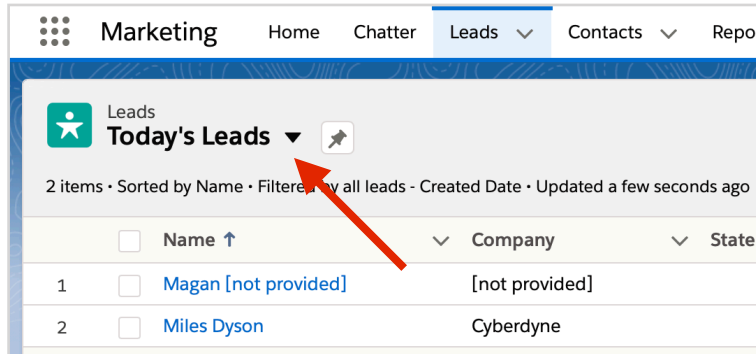 Marketing Home Chatter Leads Contacts Repo
Leads
Today's Leads
2 items • Sorted by Name • Filtered by all leads - Created Date • Updated a few seconds ago
Name ↑ Company State
1 Magan [not provided] [not provided]
2 Miles Dyson Cyberdyne